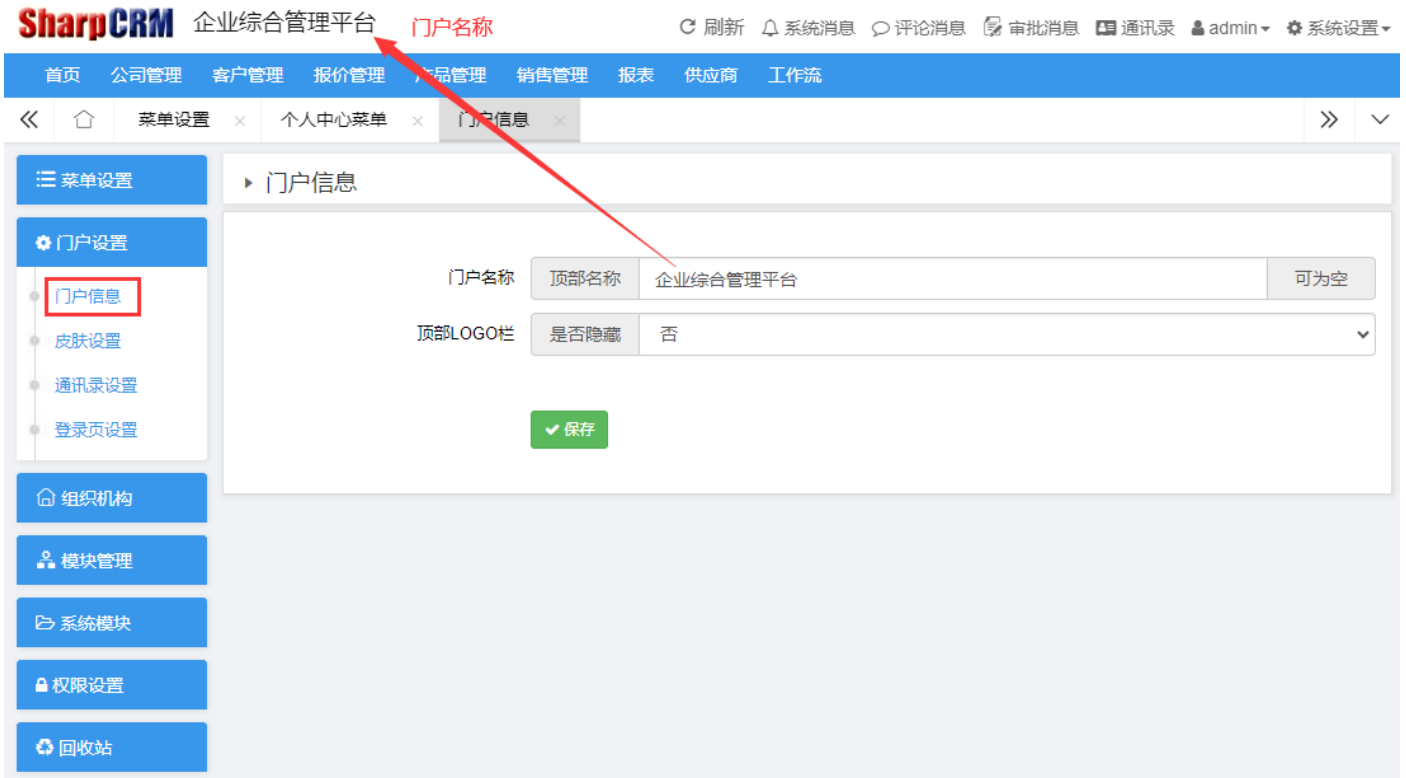 SharpCRM 企业综合管理平台 门户名称 刷新 系统消息 评论消息 审批消息 通讯录 admin 系统设置
首页 公司管理 客户管理 报价管理 产品管理 销售管理 报表 供应商 工作流
菜单设置 × 个人中心菜单 × 门户信息 ×
菜单设置
门户信息
门户设置
门户信息
皮肤设置
通讯录设置
登录页设置
门户名称 顶部名称 企业综合管理平台 可为空
顶部LOGO栏 是否隐藏 否
保存
组织机构
模块管理
系统模块
权限设置
回收站